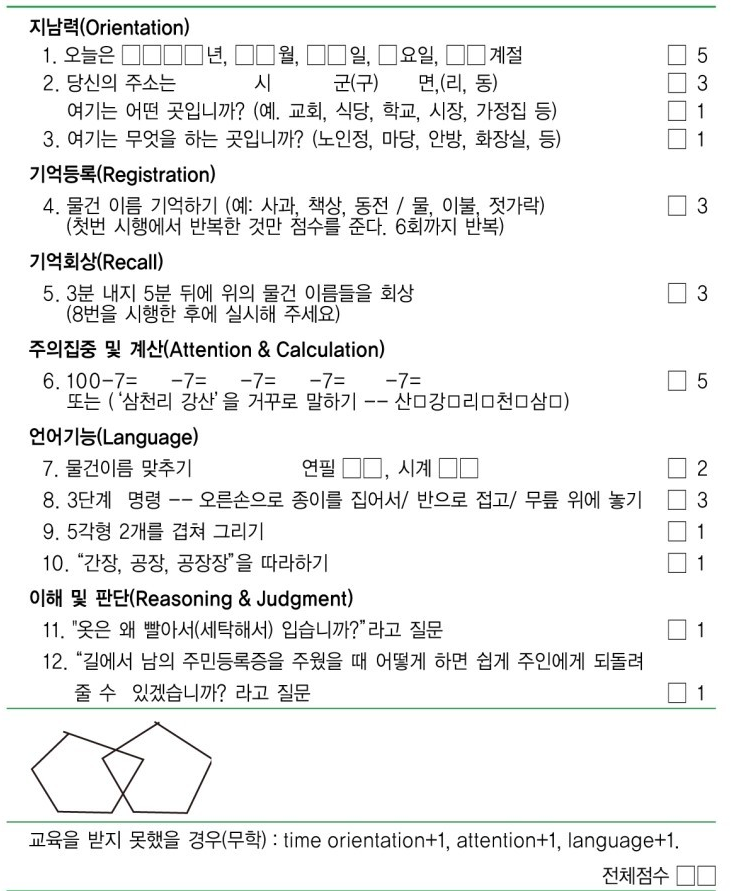 지남력(Orientation)
1. 오늘은 □□□□년, □□월, □□일, □요일, □□계절 □ 5
2. 당신의 주소는 시 군(구) 면,(리, 동) □ 3
여기는 어떤 곳입니까? (예. 교회, 식당, 학교, 시장, 가정집 등) □ 1
3. 여기는 무엇을 하는 곳입니까? (노인정, 마당, 안방, 화장실, 등) □ 1
기억등록(Registration)
4. 물건 이름 기억하기 (예: 사과, 책상, 동전 / 물, 이불, 젓가락) □ 3
(첫번 시행에서 반복한 것만 점수를 준다. 6회까지 반복)
기억회상(Recall)
5. 3분 내지 5분 뒤에 위의 물건 이름들을 회상 □ 3
(8번을 시행한 후에 실시해 주세요)
주의집중 및 계산(Attention & Calculation)
6. 100-7= -7= -7= -7= -7= □ 5
또는 (‘삼천리 강산’을 거꾸로 말하기 -- 산□강□리□천□삼□)
언어기능(Language)
7. 물건이름 맞추기 연필 □□, 시계 □□ □ 2
8. 3단계 명령 -- 오른손으로 종이를 집어서/ 반으로 접고/ 무릎 위에 놓기 □ 3
9. 5각형 2개를 겹쳐 그리기 □ 1
10. “간장, 공장, 공장장”을 따라하기 □ 1
이해 및 판단(Reasoning & Judgment)
11. "옷은 왜 빨아서(세탁해서) 입습니까?”라고 질문 □ 1
12. “길에서 남의 주민등록증을 주웠을 때 어떻게 하면 쉽게 주인에게 되돌려
줄 수 있겠습니까? 라고 질문 □ 1
교육을 받지 못했을 경우(무학) : time orientation+1, attention+1, language+1.
전체점수 □□